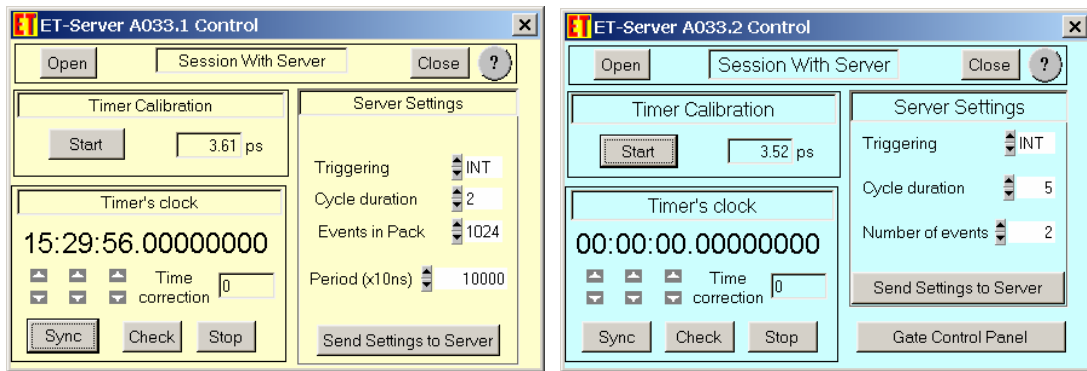 ET ET-Server A033.1 Control
Open Session With Server Close ?
Timer Calibration
Start 3.61 ps
Timer's clock
15:29:56.00000000
Time correction 0
Sync Check Stop
Server Settings
Triggering INT
Cycle duration 2
Events in Pack 1024
Period (x10ns) 10000
Send Settings to Server
ET ET-Server A033.2 Control
Open Session With Server Close ?
Timer Calibration
Start 3.52 ps
Timer's clock
00:00:00.00000000
Time correction 0
Sync Check Stop
Server Settings
Triggering INT
Cycle duration 5
Number of events 2
Send Settings to Server
Gate Control Panel